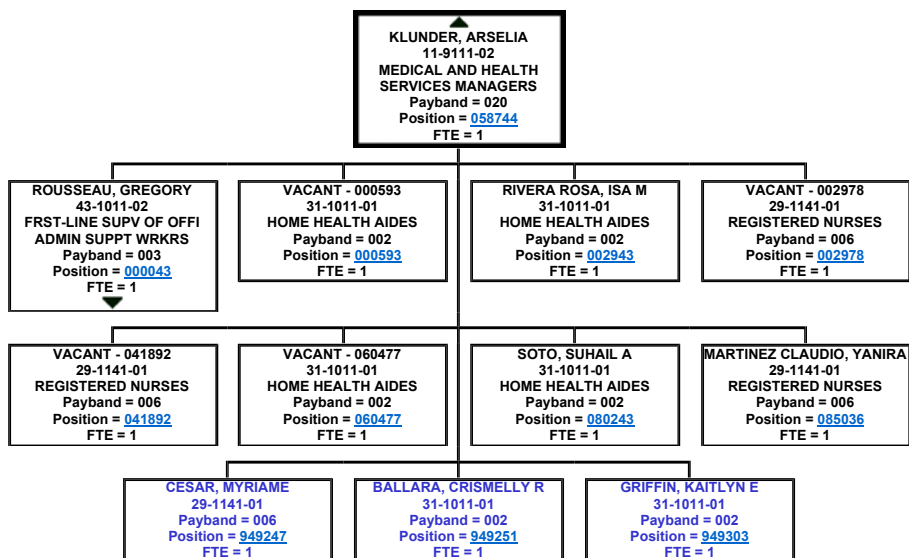 KLUNDER, ARSELIA
11-9111-02
MEDICAL AND HEALTH
SERVICES MANAGERS
Payband = 020
Position = 058744
FTE = 1
ROUSSEAU, GREGORY
43-1011-02
FRST-LINE SUPV OF OFFI
ADMIN SUPPT WRKRS
Payband = 003
Position = 000043
FTE = 1
VACANT - 000593
31-1011-01
HOME HEALTH AIDES
Payband = 002
Position = 000593
FTE = 1
RIVERA ROSA, ISA M
31-1011-01
HOME HEALTH AIDES
Payband = 002
Position = 002943
FTE = 1
VACANT - 002978
29-1141-01
REGISTERED NURSES
Payband = 006
Position = 002978
FTE = 1
VACANT - 041892
29-1141-01
REGISTERED NURSES
Payband = 006
Position = 041892
FTE = 1
VACANT - 060477
31-1011-01
HOME HEALTH AIDES
Payband = 002
Position = 060477
FTE = 1
SOTO, SUHAIL A
31-1011-01
HOME HEALTH AIDES
Payband = 002
Position = 080243
FTE = 1
MARTINEZ CLAUDIO, YANIRA
29-1141-01
REGISTERED NURSES
Payband = 006
Position = 085036
FTE = 1
CESAR, MYRIAME
29-1141-01
Payband = 006
Position = 949247
FTE = 1
BALLARA, CRISMELLY R
31-1011-01
Payband = 002
Position = 949251
FTE = 1
GRIFFIN, KAITLYN E
31-1011-01
Payband = 002
Position = 949303
FTE = 1